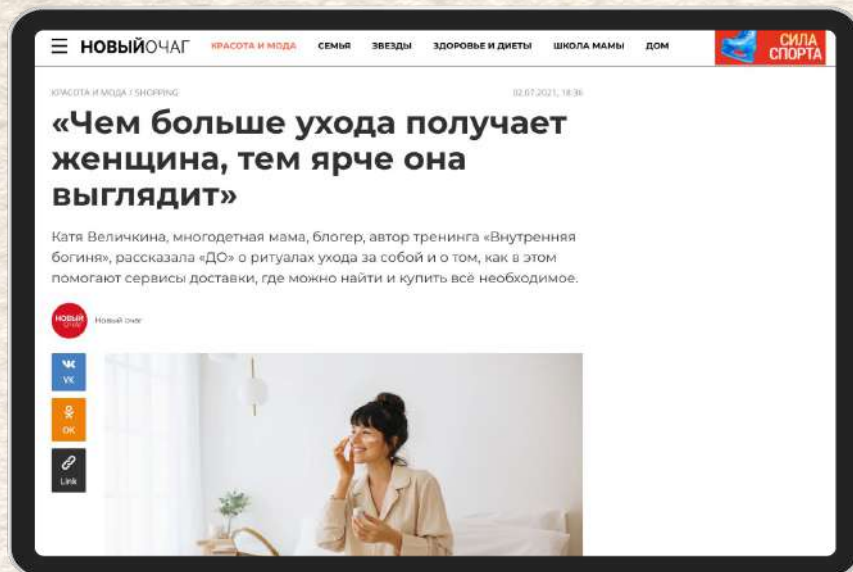 НОВЫЙОЧАГ КРАСОТА И МОДА СЕМЬЯ ЗВЕЗДЫ ЗДОРОВЬЕ И ДИЕТЫ ШКОЛА МАМЫ ДОМ
СИЛА
СПОРТА
КРАСОТА И МОДА / SHOPPING 02.07.2021, 18:36
«Чем больше ухода получает
женщина, тем ярче она
выглядит»
Катя Величкина, многодетная мама, блогер, автор тренинга «Внутренняя
богиня», рассказала «ДО» о ритуалах ухода за собой и о том, как в этом
помогают сервисы доставки, где можно найти и купить всё необходимое.
НОВЫЙ
ОЧАГ
Новый очаг
VK
OK
Link